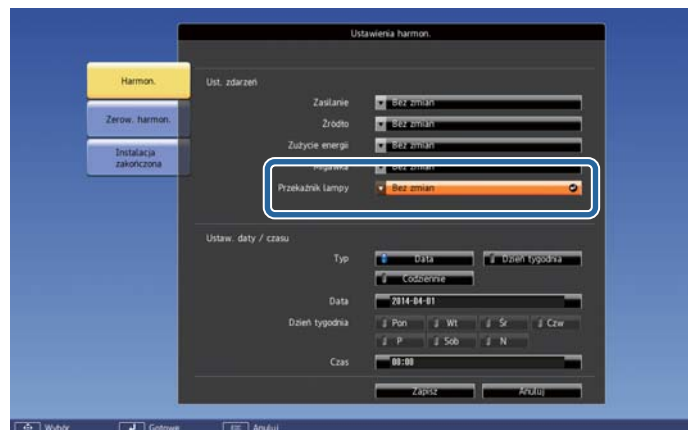 Ustawienia harmon.
Harmon.
Zerow. harmon.
Instalacja
zakończona
Ust. zdarzeń
Zasilanie Bez zmian
Źródło Bez zmian
Zużycie energii Bez zmian
Migawka Bez zmian
Przekaźnik lampy Bez zmian
Ustaw. daty / czasu
Typ Data Dzień tygodnia
Codziennie
Data 2014-04-01
Dzień tygodnia Pon Wt Śr Czw
P Sob N
Czas 00:00
Zapisz Anuluj
Wybór Gotowe ESC Anuluj